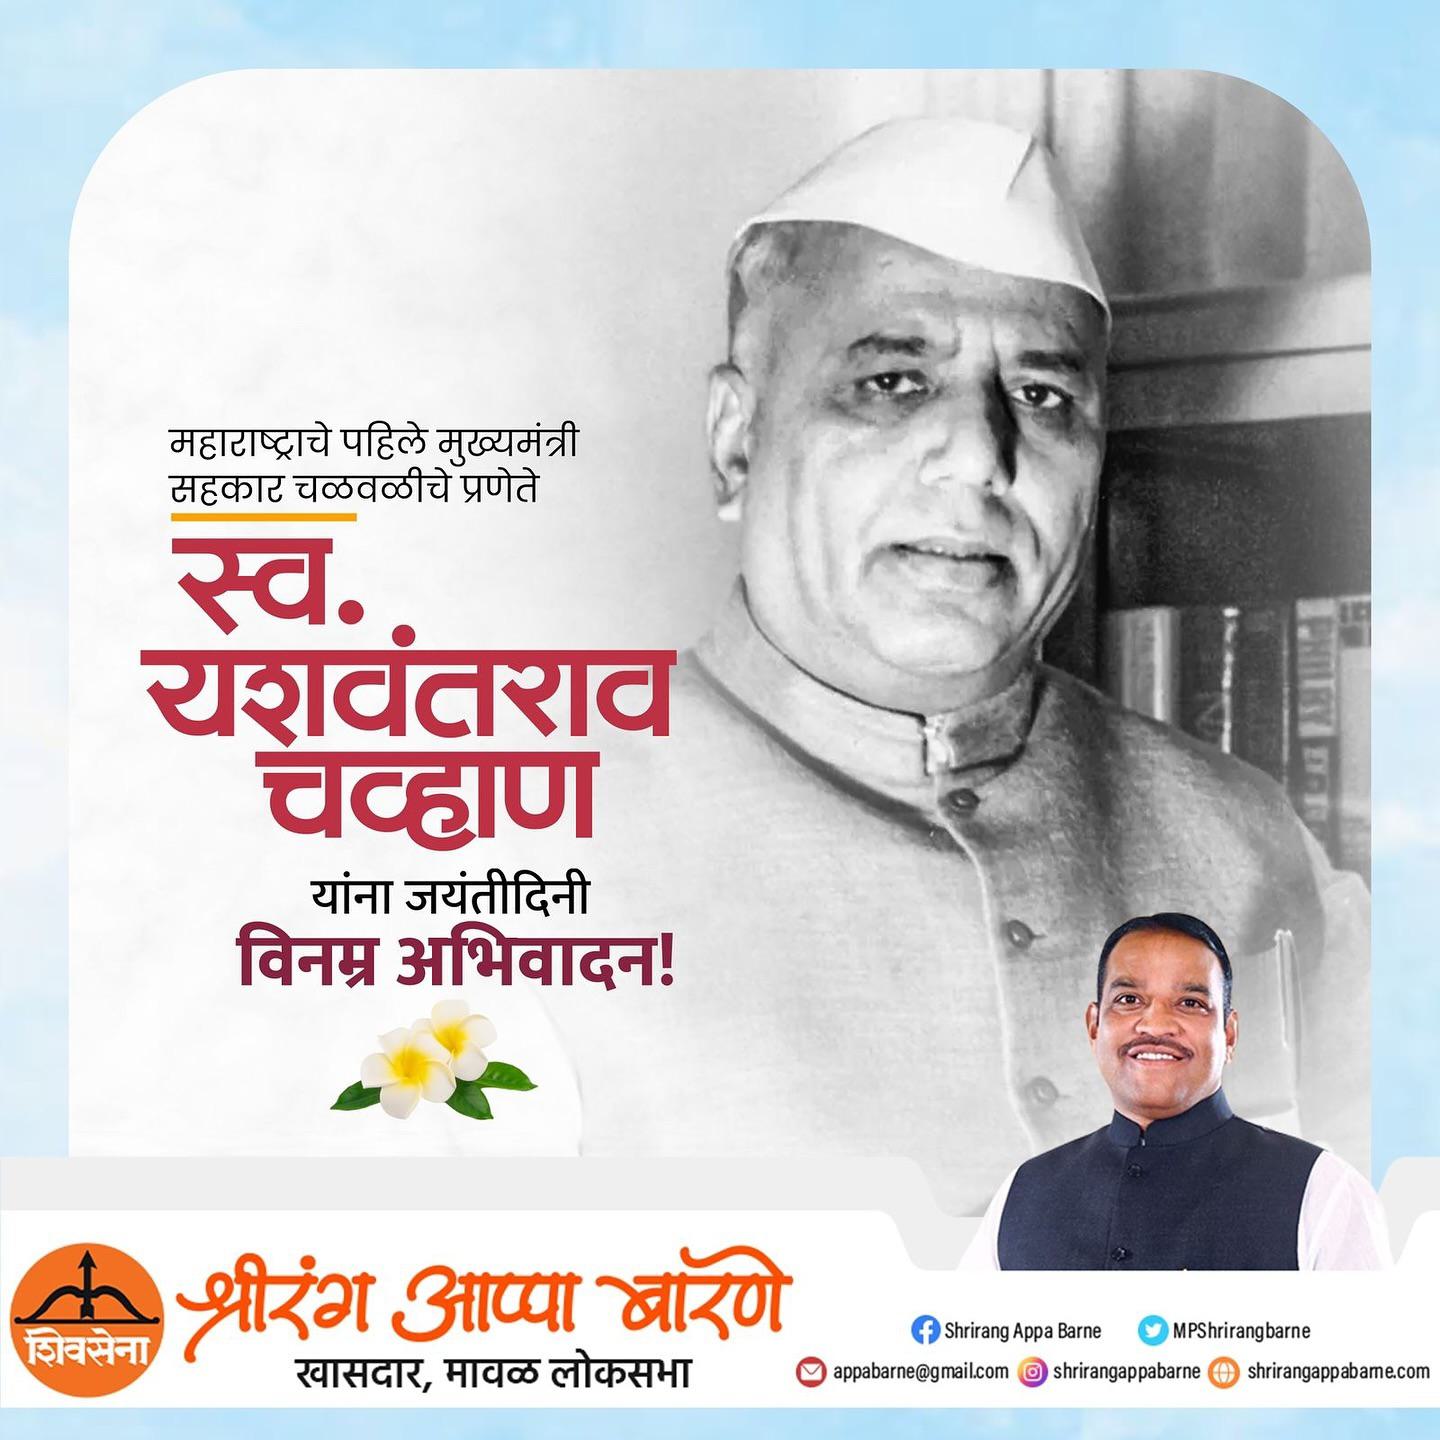 महाराष्ट्राचे पहिले मुख्यमंत्री
सहकार चळवळीचे प्रणेते
स्व.
यशवंतराव
चव्हाण
यांना जयंतीदिनी
विनम्र अभिवादन!
शिवसेना
श्रीरंग आप्पा बारणे
खासदार, मावळ लोकसभा
Shrirang Appa Barne
MPShrirangbarne
appabarne@gmail.com
shrirangappabarne
shrirangappabarne.com